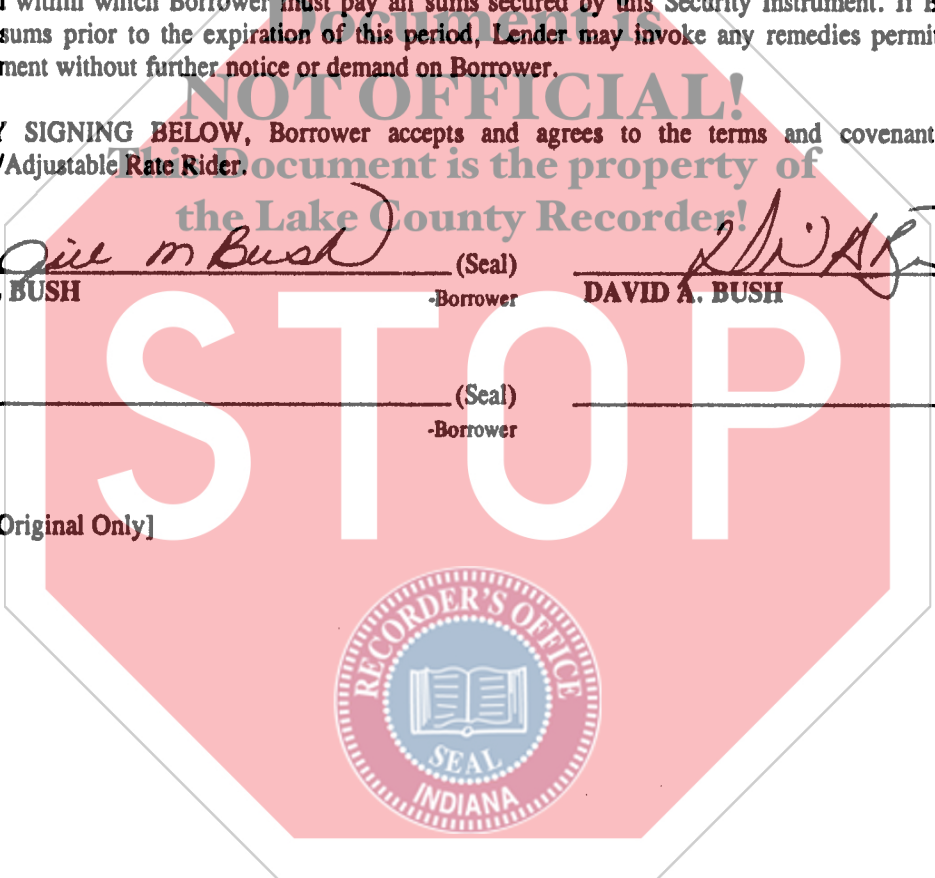 within which Borrower must pay all sums secured by this Security Instrument. If B
Document is
sums prior to the expiration of this period, Lender may invoke any remedies permit
ment without further notice or demand on Borrower.
NOT OFFICIAL!
Y SIGNING BELOW, Borrower accepts and agrees to the terms and covenant
/Adjustable Rate Rider.
This Document is the property of
the Lake County Recorder!
Jill M Bush (Seal)
BUSH -Borrower DAVID A. BUSH
(Seal)
-Borrower
STOP
Original Only]
RECORDER'S OFFICE
SEAL
INDIANA